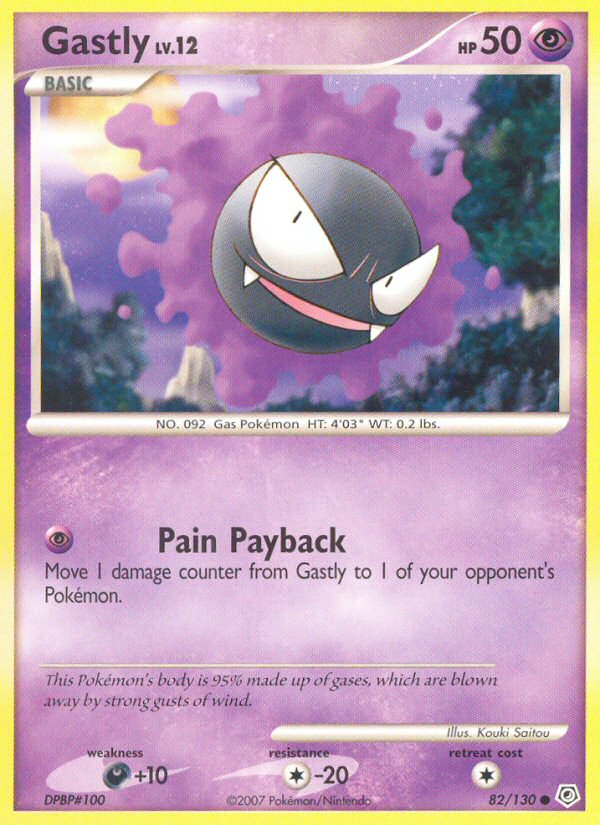 Gastly LV.12 HP 50
BASIC
NO. 092 Gas Pokémon HT: 4'03" WT: 0.2 lbs.
Pain Payback
Move 1 damage counter from Gastly to 1 of your opponent's
Pokémon.
This Pokémon's body is 95% made up of gases, which are blown
away by strong gusts of wind.
Illus. Kouki Saitou
weakness resistance retreat cost
+10 -20
DPBP#100 ©2007 Pokémon/Nintendo 82/130